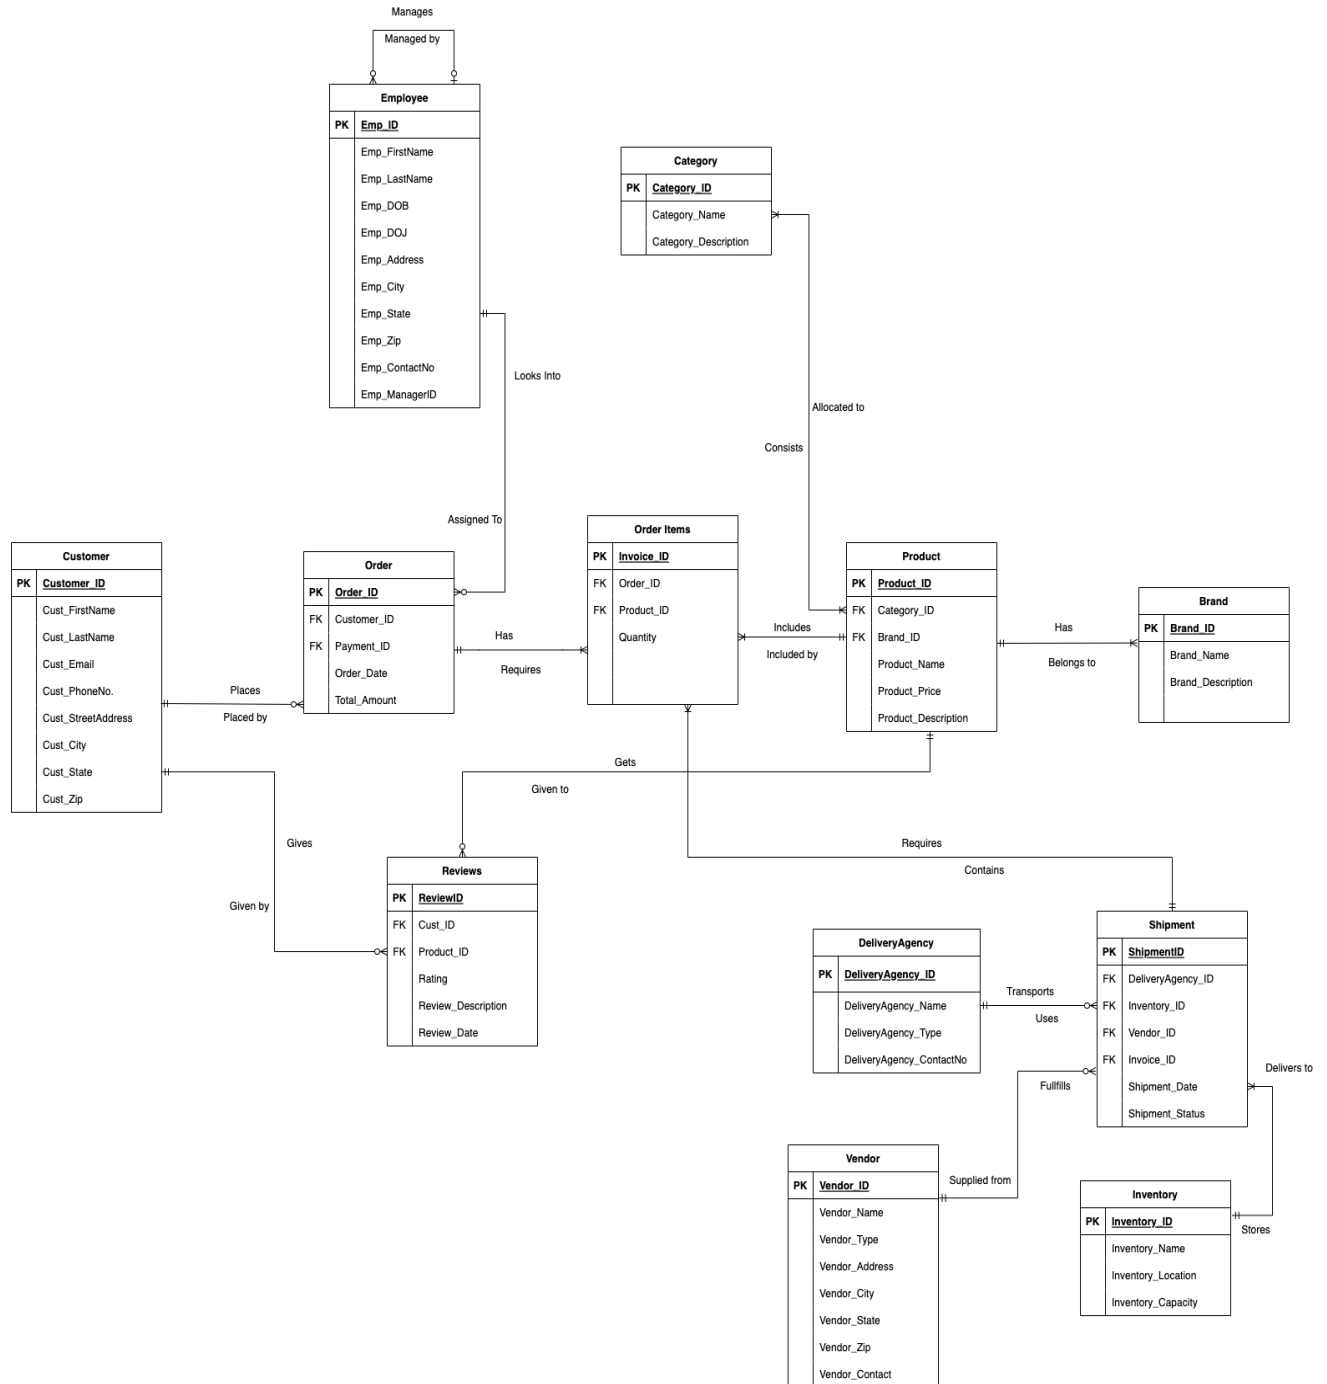 Manages
Managed by
Employee
PK Emp_ID
Emp_FirstName
Emp_LastName
Emp_DOB
Emp_DOJ
Emp_Address
Emp_City
Emp_State
Emp_Zip
Emp_ContactNo
Emp_ManagerID
Category
PK Category_ID
Category_Name
Category_Description
Looks Into
Assigned To
Allocated to
Consists
Customer
PK Customer_ID
Cust_FirstName
Cust_LastName
Cust_Email
Cust_PhoneNo.
Cust_StreetAddress
Cust_City
Cust_State
Cust_Zip
Places
Placed by
Order
PK Order_ID
FK Customer_ID
FK Payment_ID
Order_Date
Total_Amount
Has
Requires
Order Items
PK Invoice_ID
FK Order_ID
FK Product_ID
Quantity
Includes
Included by
Product
PK Product_ID
FK Category_ID
FK Brand_ID
Product_Name
Product_Price
Product_Description
Has
Belongs to
Brand
PK Brand_ID
Brand_Name
Brand_Description
Gets
Given to
Gives
Given by
Reviews
PK ReviewID
FK Cust_ID
FK Product_ID
Rating
Review_Description
Review_Date
Requires
Contains
DeliveryAgency
PK DeliveryAgency_ID
DeliveryAgency_Name
DeliveryAgency_Type
DeliveryAgency_ContactNo
Transports
Uses
Shipment
PK ShipmentID
FK DeliveryAgency_ID
FK Inventory_ID
FK Vendor_ID
FK Invoice_ID
Shipment_Date
Shipment_Status
Fullfills
Supplied from
Delivers to
Stores
Vendor
PK Vendor_ID
Vendor_Name
Vendor_Type
Vendor_Address
Vendor_City
Vendor_State
Vendor_Zip
Vendor_Contact
Inventory
PK Inventory_ID
Inventory_Name
Inventory_Location
Inventory_Capacity